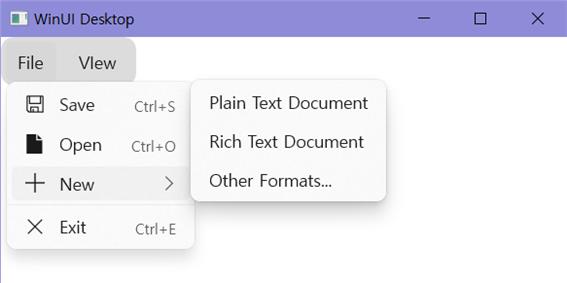 WinUI Desktop
File VIew
Save Ctrl+S
Open Ctrl+O
New
Exit Ctrl+E
Plain Text Document
Rich Text Document
Other Formats...